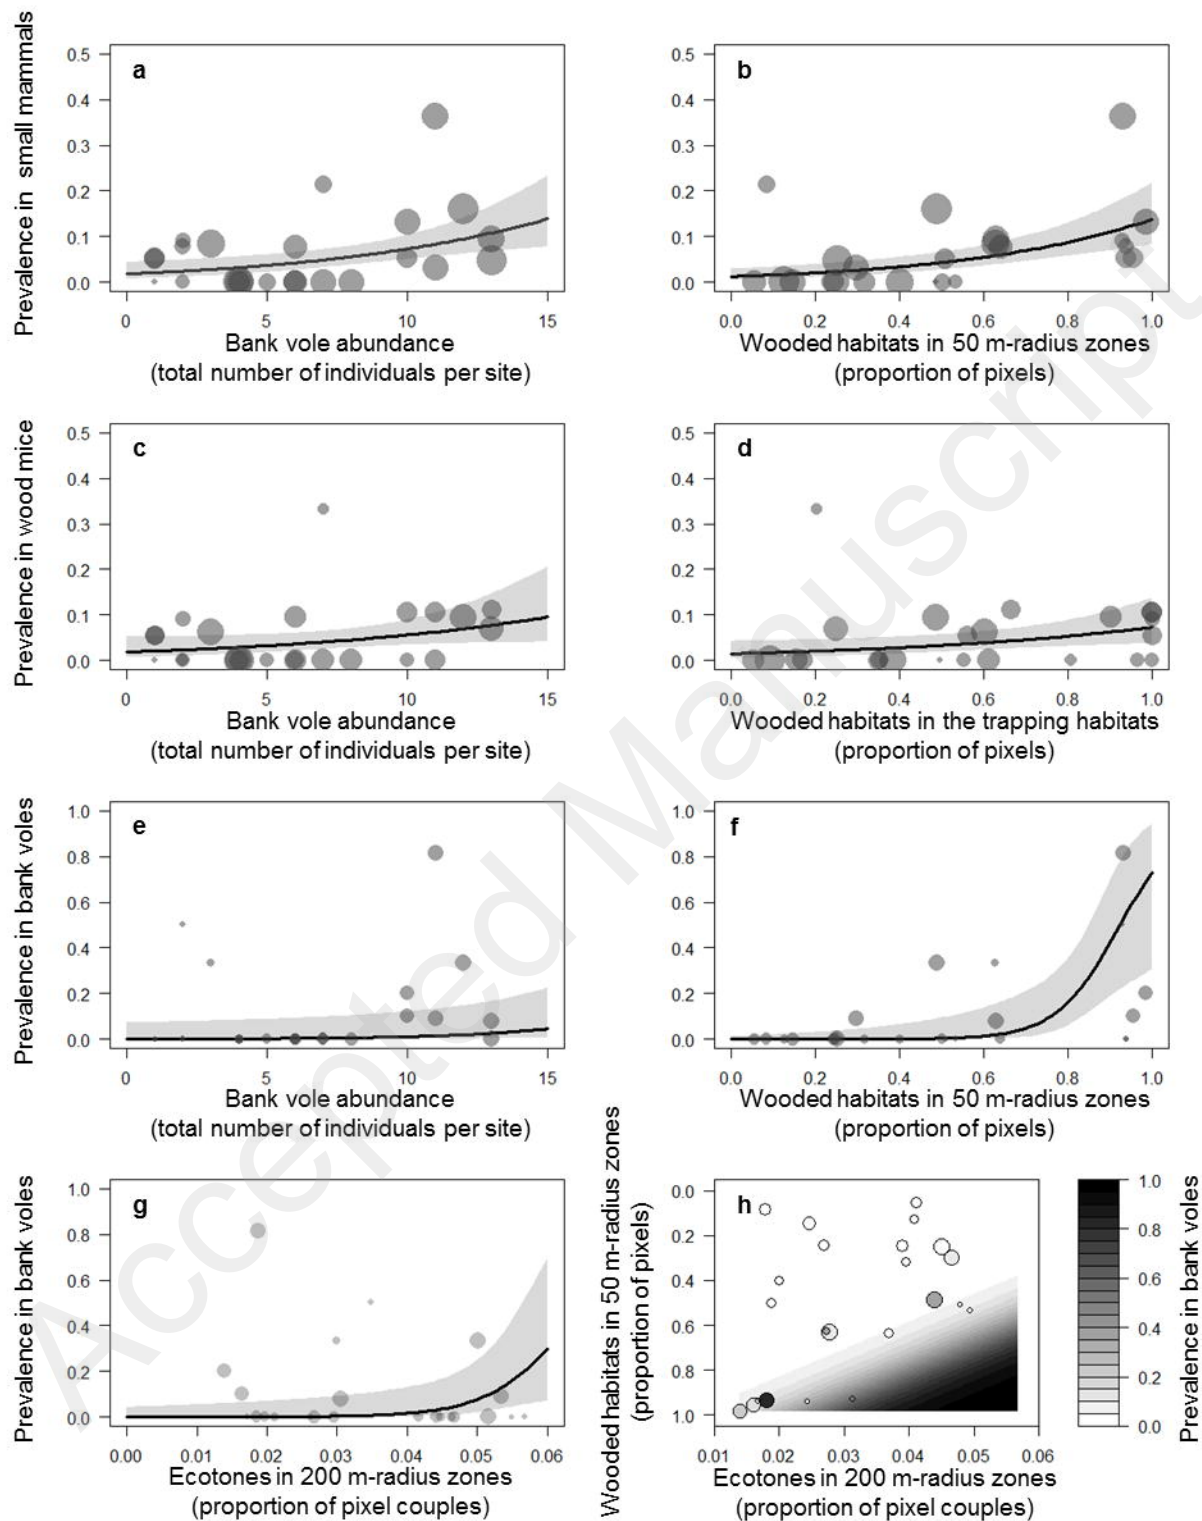 Prevalence in small mammals
a
0.5
0.4
0.3
0.2
0.1
0.0
0 5 10 15
Bank vole abundance
(total number of individuals per site)
b
0.5
0.4
0.3
0.2
0.1
0.0
0.0 0.2 0.4 0.6 0.8 1.0
Wooded habitats in 50 m-radius zones
(proportion of pixels)
Prevalence in wood mice
c
0.5
0.4
0.3
0.2
0.1
0.0
0 5 10 15
Bank vole abundance
(total number of individuals per site)
d
0.5
0.4
0.3
0.2
0.1
0.0
0.0 0.2 0.4 0.6 0.8 1.0
Wooded habitats in the trapping habitats
(proportion of pixels)
Prevalence in bank voles
e
1.0
0.8
0.6
0.4
0.2
0.0
0 5 10 15
Bank vole abundance
(total number of individuals per site)
f
1.0
0.8
0.6
0.4
0.2
0.0
0.0 0.2 0.4 0.6 0.8 1.0
Wooded habitats in 50 m-radius zones
(proportion of pixels)
Prevalence in bank voles
g
1.0
0.8
0.6
0.4
0.2
0.0
0.00 0.01 0.02 0.03 0.04 0.05 0.06
Ecotones in 200 m-radius zones
(proportion of pixel couples)
Wooded habitats in 50 m-radius zones
(proportion of pixels)
h
0.0
0.2
0.4
0.6
0.8
1.0
0.01 0.02 0.03 0.04 0.05 0.06
Ecotones in 200 m-radius zones
(proportion of pixel couples)
1.0
0.8
0.6
0.4
0.2
0.0
Prevalence in bank voles
Accepted Manuscript